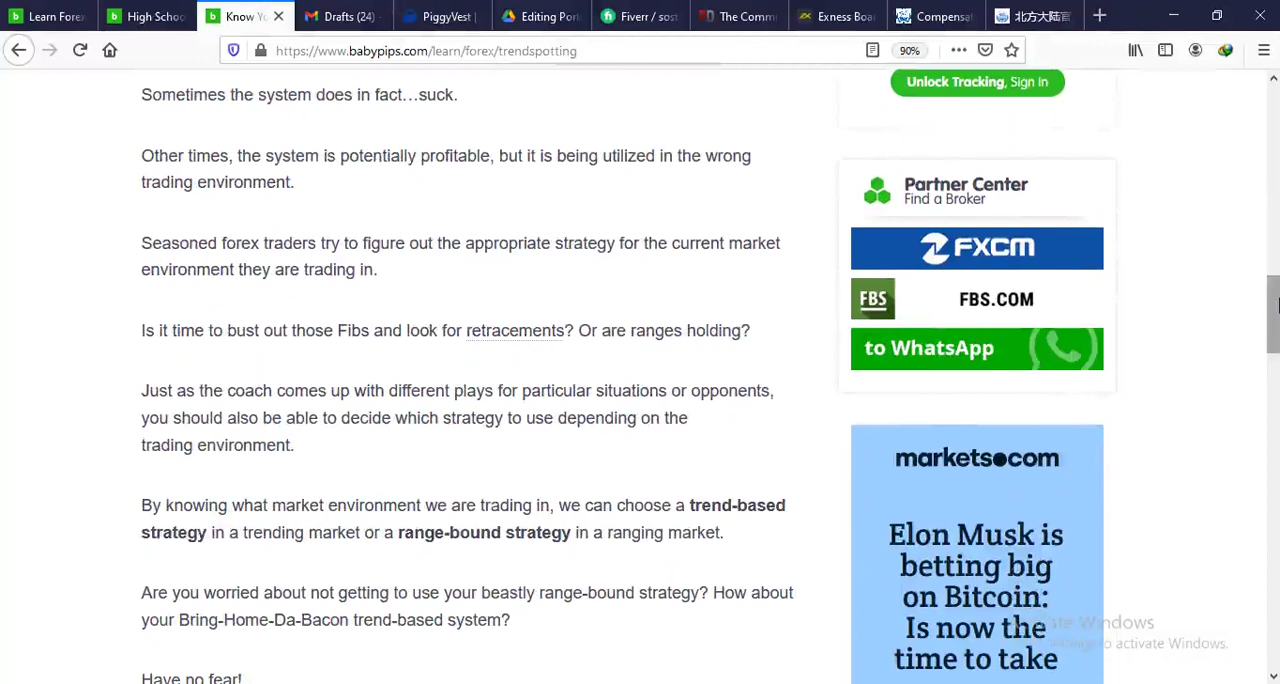 Learn Forex
High Schoo
Know Yo
Drafts (24)
PiggyVest |
Editing Port
Fiverr / sost
The Comm
Exness Boa
Compensat
北方大陆官
https://www.babypips.com/learn/forex/trendspotting
90%
Sometimes the system does in fact…suck.
Other times, the system is potentially profitable, but it is being utilized in the wrong
trading environment.
Seasoned forex traders try to figure out the appropriate strategy for the current market
environment they are trading in.
Is it time to bust out those Fibs and look for retracements? Or are ranges holding?
Just as the coach comes up with different plays for particular situations or opponents,
you should also be able to decide which strategy to use depending on the
trading environment.
By knowing what market environment we are trading in, we can choose a trend-based
strategy in a trending market or a range-bound strategy in a ranging market.
Are you worried about not getting to use your beastly range-bound strategy? How about
your Bring-Home-Da-Bacon trend-based system?
Have no fear!
Unlock Tracking, Sign In
Partner Center
Find a Broker
FXCM
FBS
FBS.COM
to WhatsApp
markets.com
Elon Musk is
betting big
on Bitcoin:
Is now the
time to take
Activate Windows
to activate Windows.